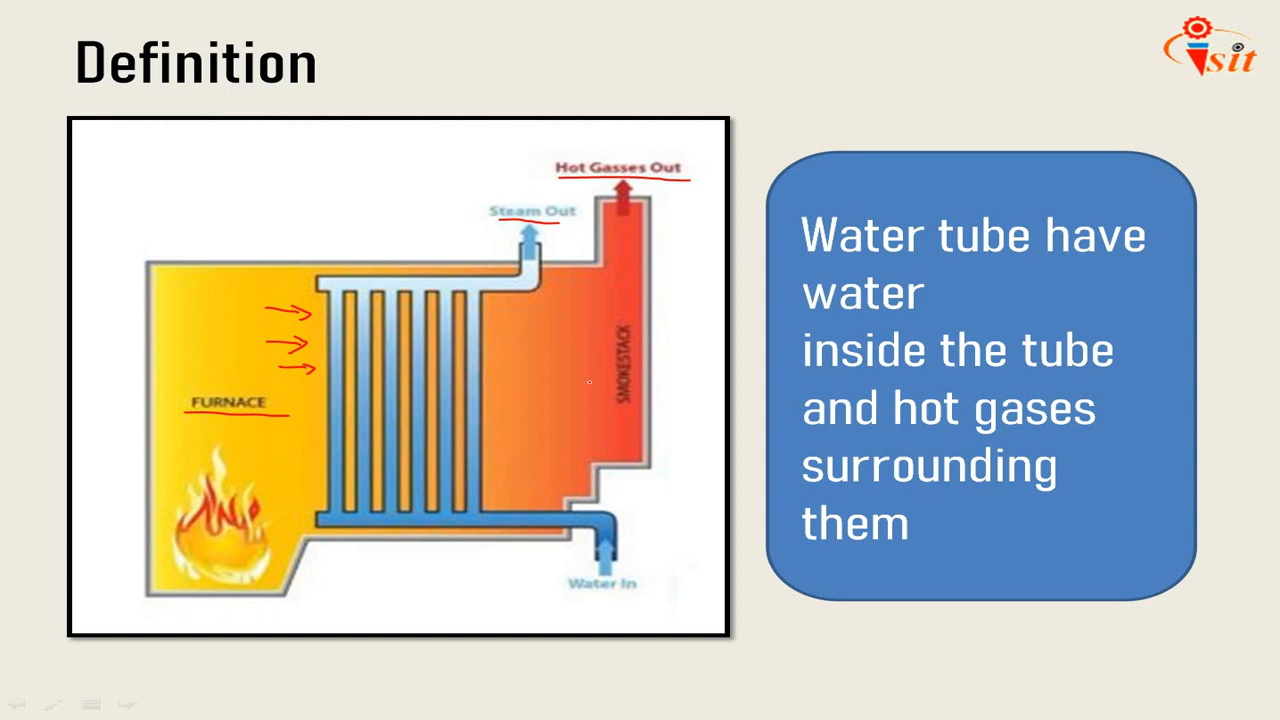 Definition
isit
Hot Gasses Out
Steam Out
SMOKESTACK
FURNACE
Water In
Water tube have
water
inside the tube
and hot gases
surrounding
them